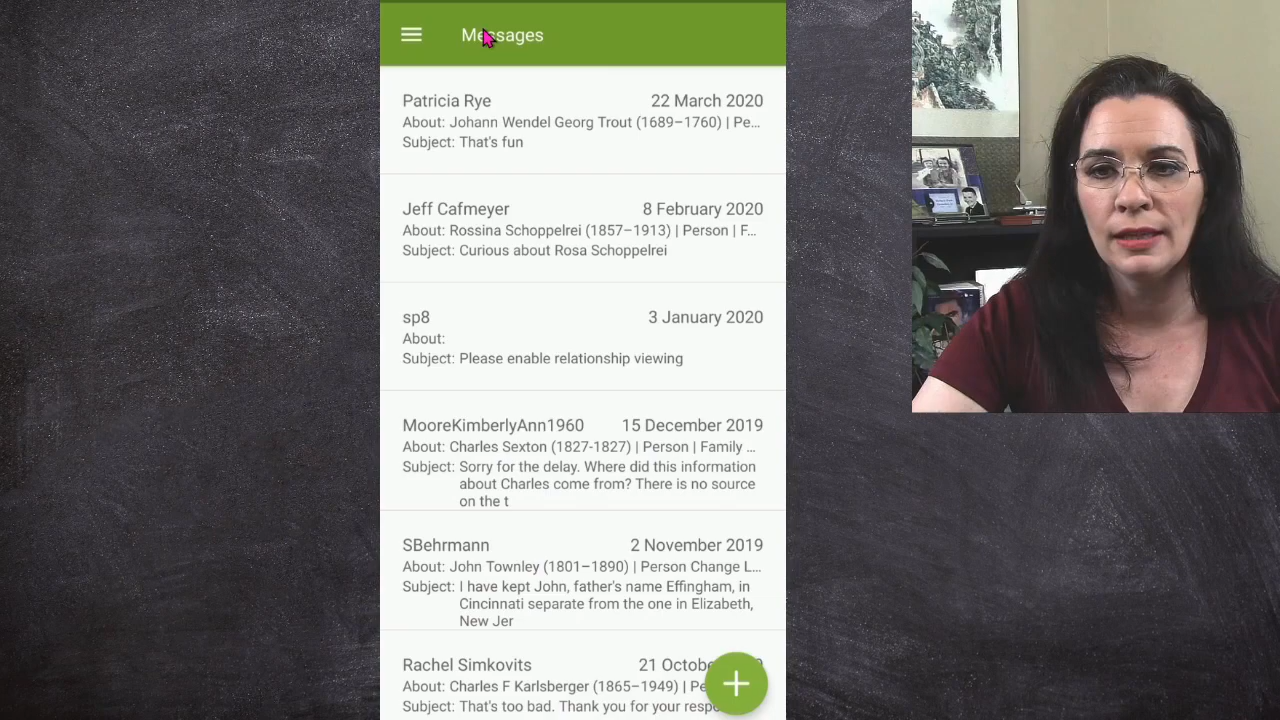 Messages
Patricia Rye 22 March 2020
About: Johann Wendel Georg Trout (1689–1760) | Pe...
Subject: That's fun
Jeff Cafmeyer 8 February 2020
About: Rossina Schoppelrei (1857–1913) | Person | F...
Subject: Curious about Rosa Schoppelrei
sp8 3 January 2020
About:
Subject: Please enable relationship viewing
MooreKimberlyAnn1960 15 December 2019
About: Charles Sexton (1827-1827) | Person | Family ...
Subject: Sorry for the delay. Where did this information
about Charles come from? There is no source
on the t
SBehrmann 2 November 2019
About: John Townley (1801–1890) | Person Change L...
Subject: I have kept John, father's name Effingham, in
Cincinnati separate from the one in Elizabeth,
New Jer
Rachel Simkovits 21 Octobe 9
About: Charles F Karlsberger (1865–1949) | Pe
Subject: That's too bad. Thank you for your resp